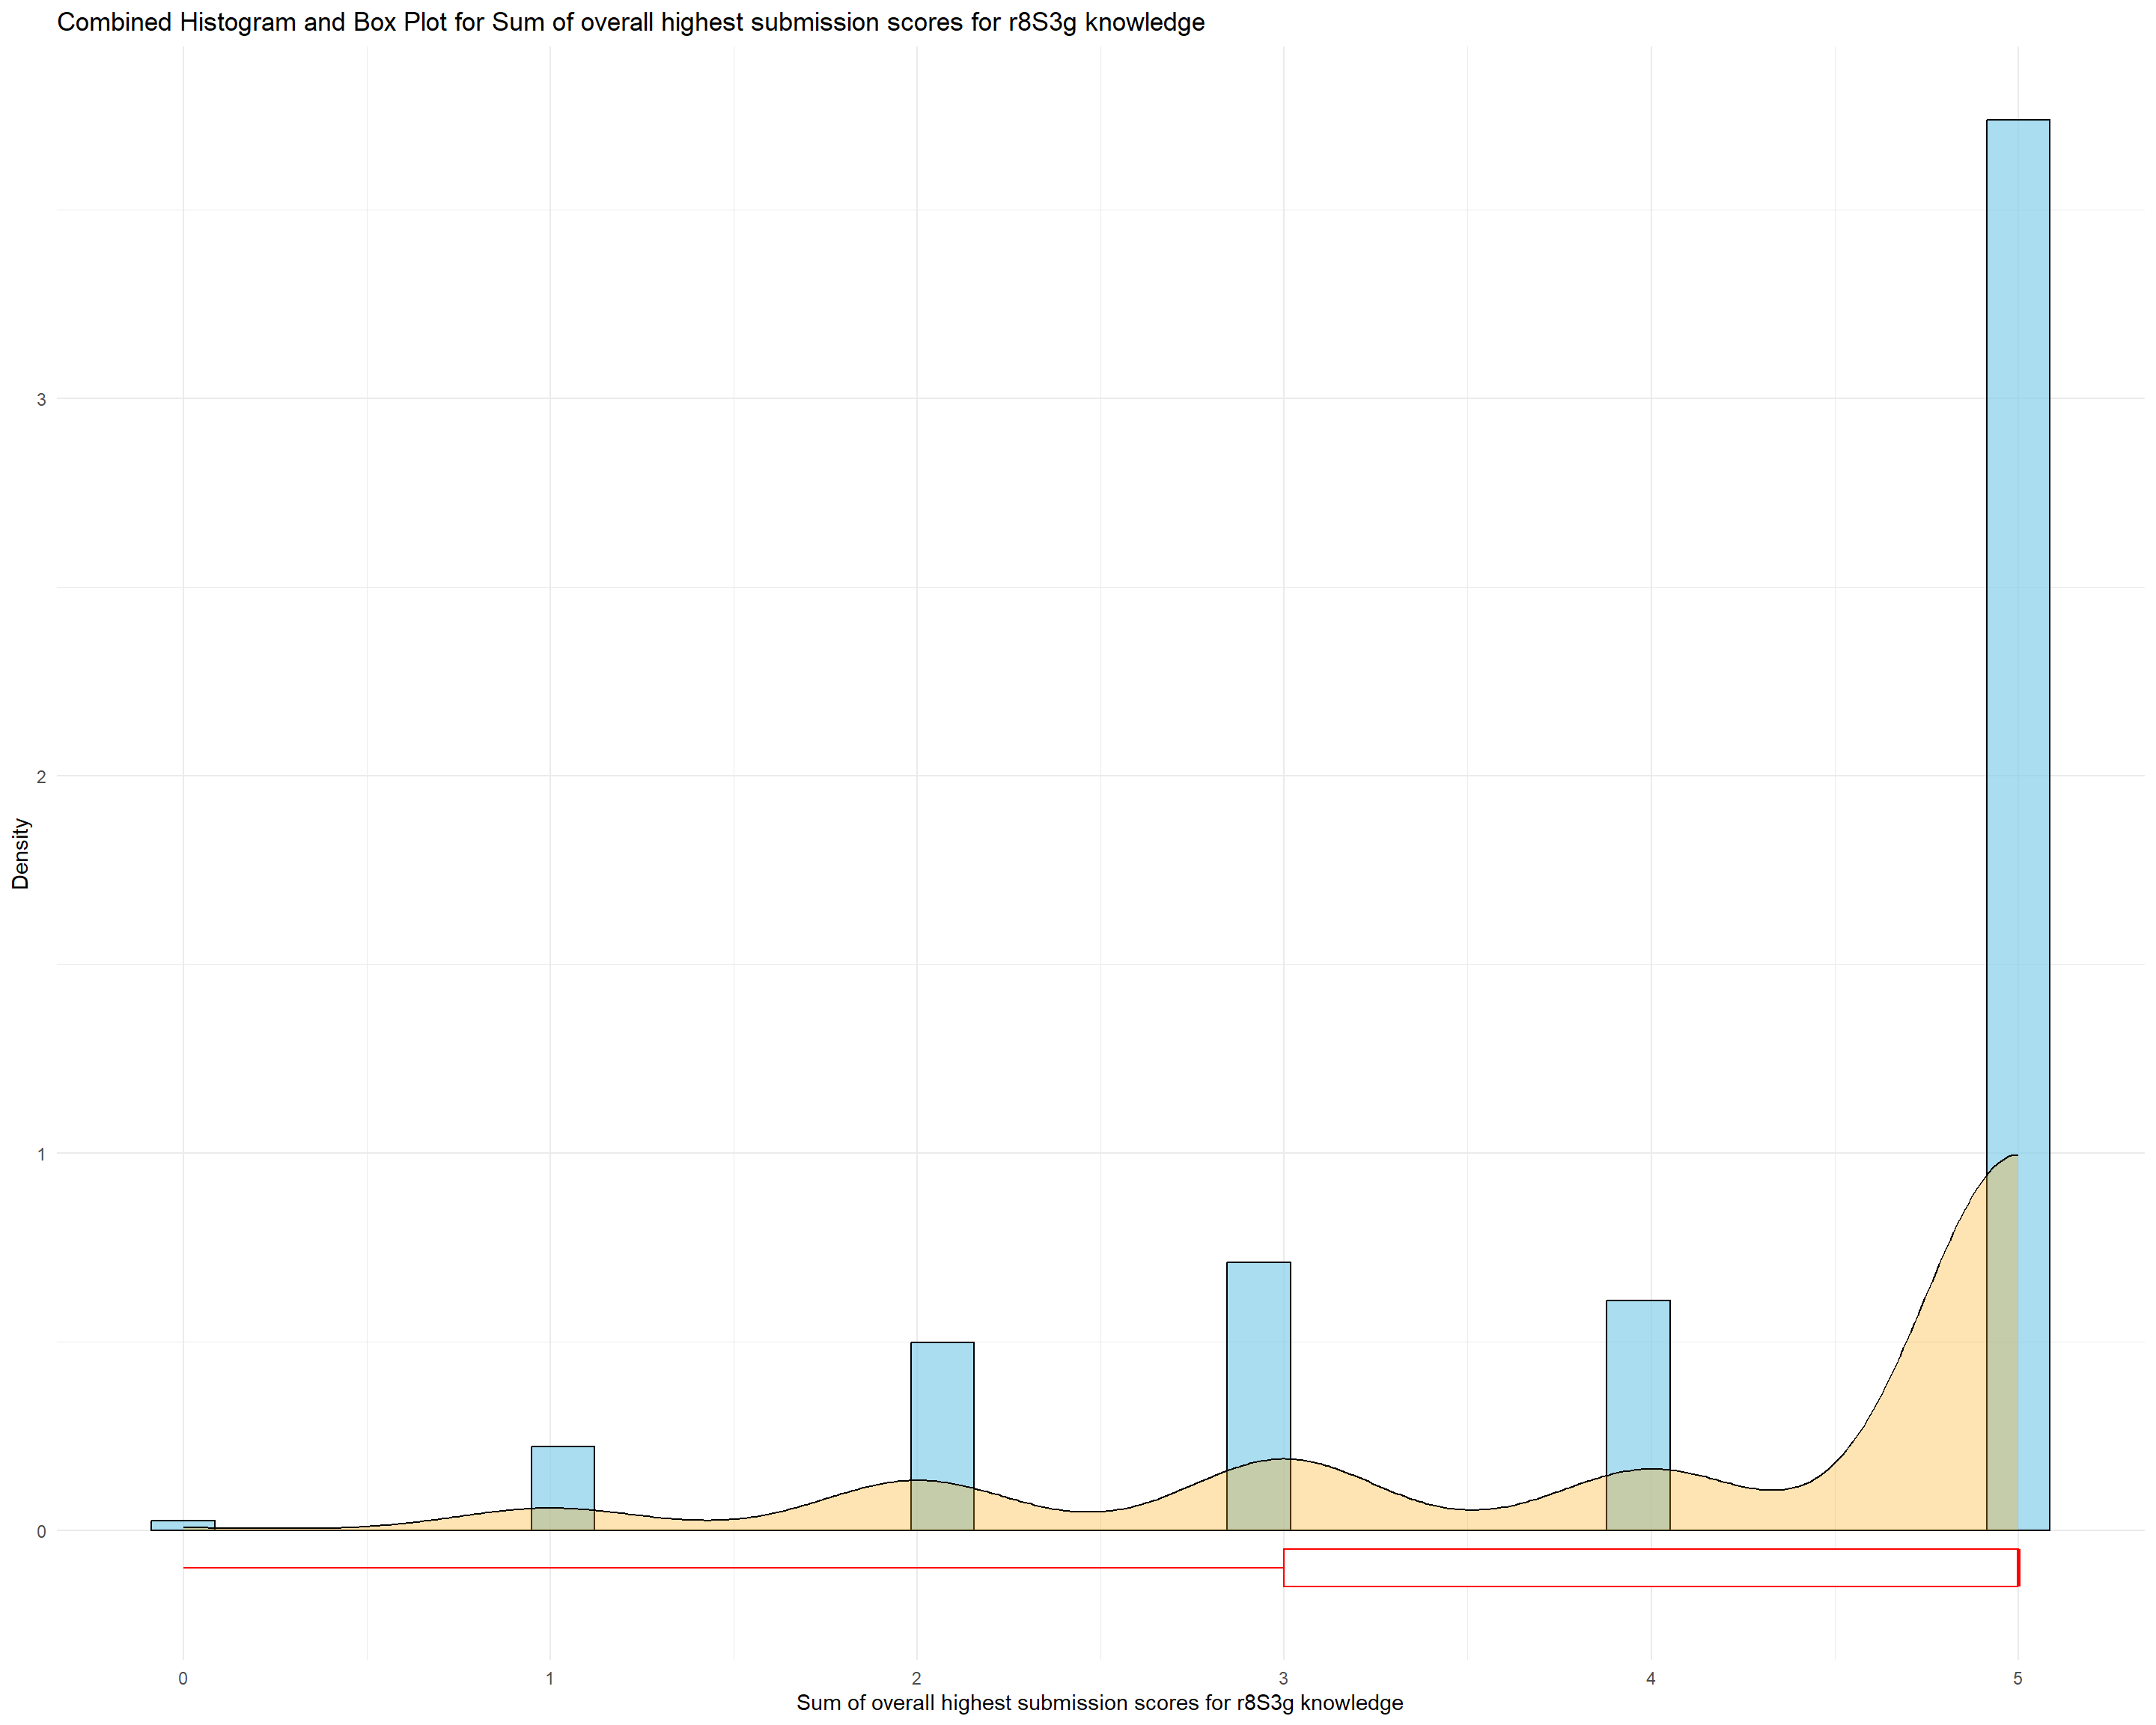 Combined Histogram and Box Plot for Sum of overall highest submission scores for r8S3g knowledge
3
2
1
0
Density
0 1 2 3 4 5
Sum of overall highest submission scores for r8S3g knowledge